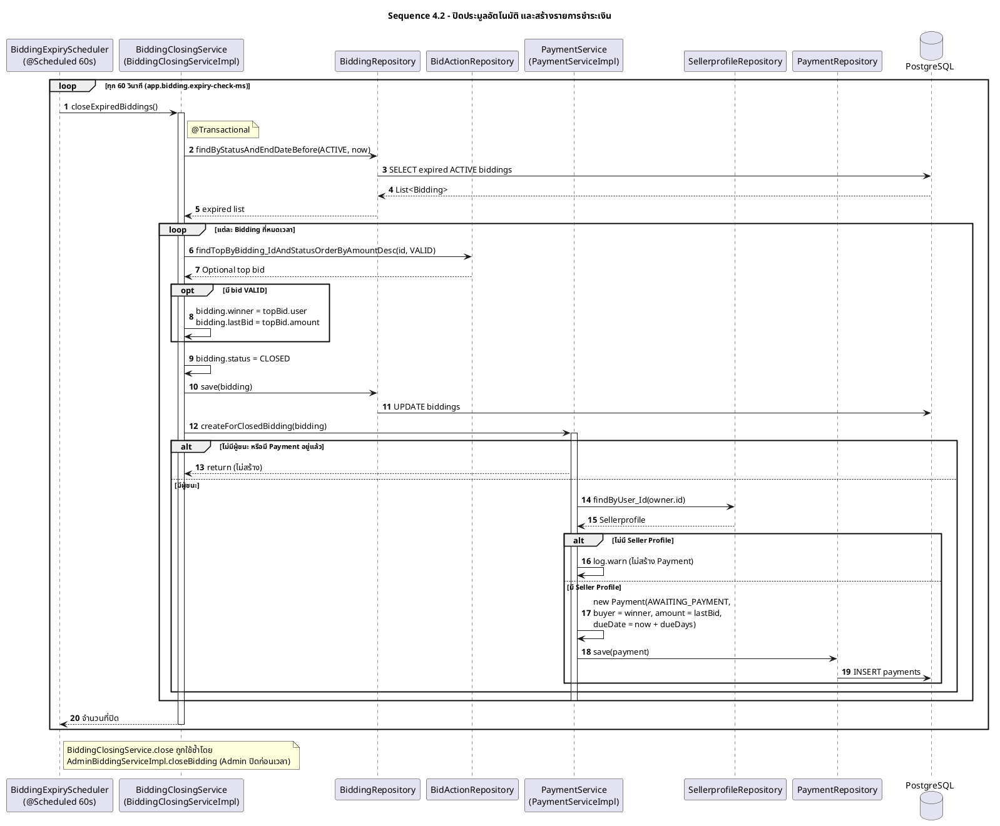 Sequence 4.2 - ปิดประมูลอัตโนมัติ และสร้างรายการชำระเงิน
BiddingExpiryScheduler
(@Scheduled 60s)
BiddingClosingService
(BiddingClosingServiceImpl)
BiddingRepository
BidActionRepository
PaymentService
(PaymentServiceImpl)
SellerprofileRepository
PaymentRepository
PostgreSQL
loop [ทุก 60 วินาที (app.bidding.expiry-check-ms)]
1 closeExpiredBiddings()
@Transactional
2 findByStatusAndEndDateBefore(ACTIVE, now)
3 SELECT expired ACTIVE biddings
4 List<Bidding>
5 expired list
loop [แต่ละ Bidding ที่หมดเวลา]
6 findTopByBidding_IdAndStatusOrderByAmountDesc(id, VALID)
7 Optional top bid
opt [มี bid VALID]
8 bidding.winner = topBid.user
bidding.lastBid = topBid.amount
9 bidding.status = CLOSED
10 save(bidding)
11 UPDATE biddings
12 createForClosedBidding(bidding)
alt [ไม่มีผู้ชนะ หรือมี Payment อยู่แล้ว]
13 return (ไม่สร้าง)
[มีผู้ชนะ]
14 findByUser_Id(owner.id)
15 Sellerprofile
alt [ไม่มี Seller Profile]
16 log.warn (ไม่สร้าง Payment)
[มี Seller Profile]
17 new Payment(AWAITING_PAYMENT,
buyer = winner, amount = lastBid,
dueDate = now + dueDays)
18 save(payment)
19 INSERT payments
20 จำนวนที่ปิด
BiddingClosingService.close ถูกใช้ซ้ำโดย
AdminBiddingServiceImpl.closeBidding (Admin ปิดก่อนเวลา)
BiddingExpiryScheduler
(@Scheduled 60s)
BiddingClosingService
(BiddingClosingServiceImpl)
BiddingRepository
BidActionRepository
PaymentService
(PaymentServiceImpl)
SellerprofileRepository
PaymentRepository
PostgreSQL